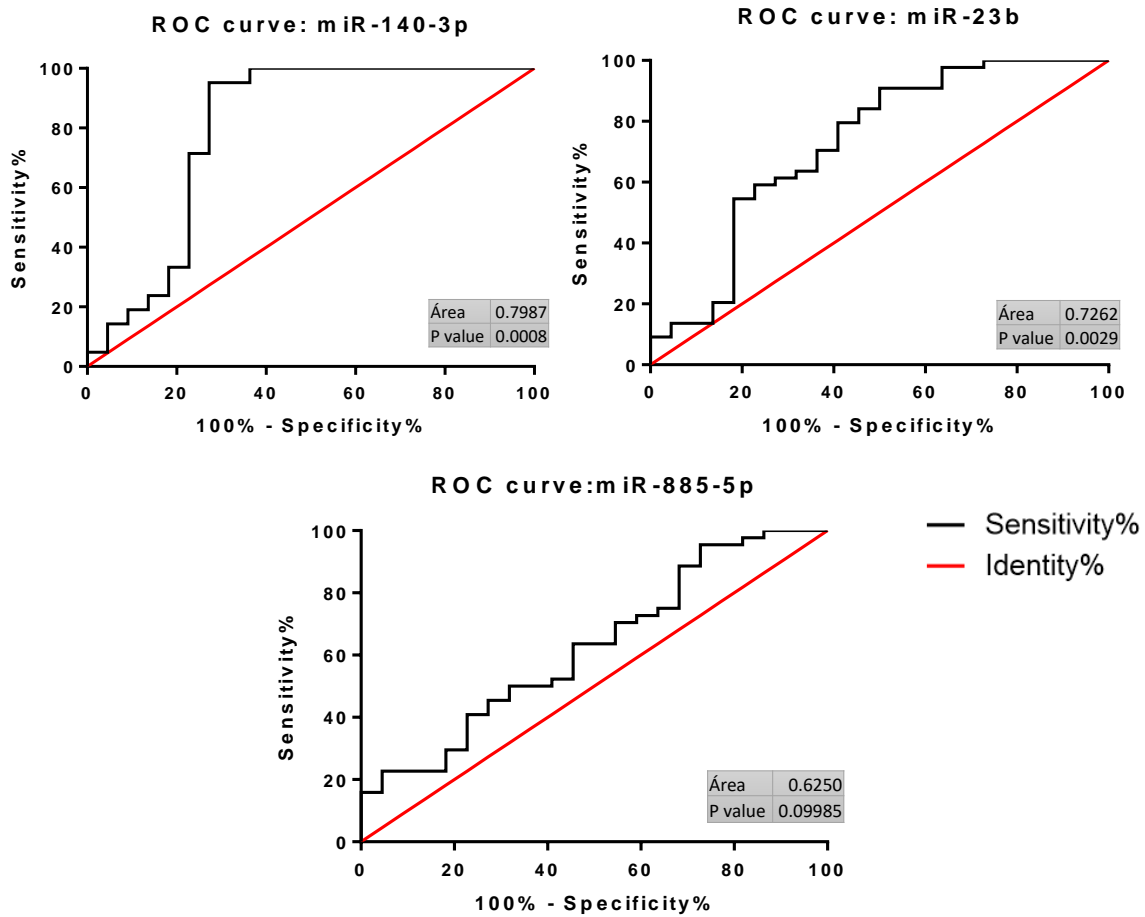 ROC curve: miR-140-3p
100
80
60
40
20
0
Sensitivity%
0 20 40 60 80 100
100% - Specificity%
Área 0.7987
P value 0.0008
ROC curve: miR-23b
100
80
60
40
20
0
Sensitivity%
0 20 40 60 80 100
100% - Specificity%
Área 0.7262
P value 0.0029
ROC curve:miR-885-5p
100
80
60
40
20
0
Sensitivity%
0 20 40 60 80 100
100% - Specificity%
Área 0.6250
P value 0.09985
Sensitivity%
Identity%